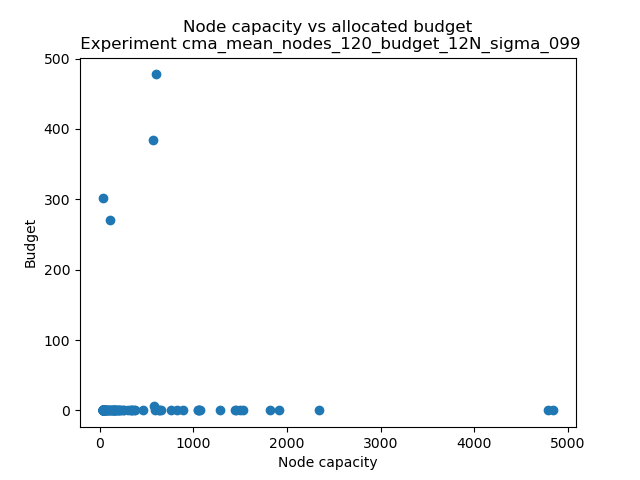 Node capacity vs allocated budget
Experiment cma_mean_nodes_120_budget_12N_sigma_099
500
400
300
200
100
0
Budget
0 1000 2000 3000 4000 5000
Node capacity